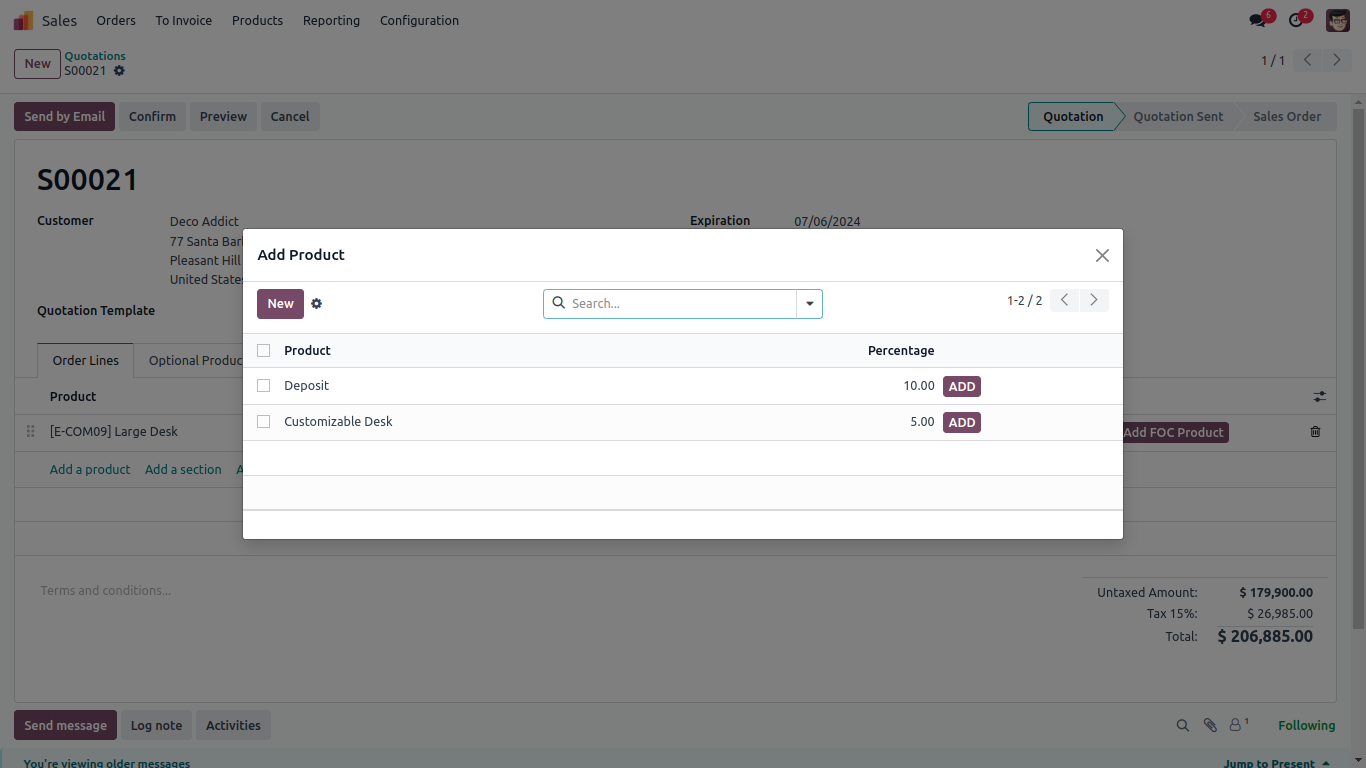 Sales Orders To Invoice Products Reporting Configuration 6 2
New Quotations 1 / 1
S00021
Send by Email Confirm Preview Cancel Quotation Quotation Sent Sales Order
S00021
Customer Deco Addict Expiration 07/06/2024
77 Santa Bar
Pleasant Hill
United States
Quotation Template
Add Product
New Search... 1-2 / 2
Product Percentage
Deposit 10.00 ADD
Customizable Desk 5.00 ADD
Order Lines Optional Produc
Product
[E-COM09] Large Desk Add FOC Product
Add a product Add a section A
Terms and conditions...
Untaxed Amount: $ 179,900.00
Tax 15%: $ 26,985.00
Total: $ 206,885.00
Send message Log note Activities 1 Following
You're viewing older messages Jump to Present